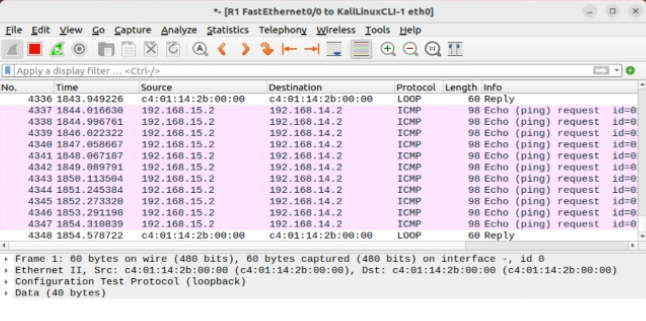 *- [R1 FastEthernet0/0 to KaliLinuxCLI-1 eth0]
File Edit View Go Capture Analyze Statistics Telephony Wireless Tools Help
Apply a display filter ... <Ctrl-/>
No. Time Source Destination Protocol Length Info
4336 1843.949226 c4:01:14:2b:00:00 c4:01:14:2b:00:00 LOOP 60 Reply
4337 1844.016630 192.168.15.2 192.168.14.2 ICMP 98 Echo (ping) request id=0
4338 1844.996761 192.168.15.2 192.168.14.2 ICMP 98 Echo (ping) request id=0
4339 1846.022322 192.168.15.2 192.168.14.2 ICMP 98 Echo (ping) request id=0
4340 1847.058667 192.168.15.2 192.168.14.2 ICMP 98 Echo (ping) request id=0
4341 1848.067187 192.168.15.2 192.168.14.2 ICMP 98 Echo (ping) request id=0
4342 1849.089791 192.168.15.2 192.168.14.2 ICMP 98 Echo (ping) request id=0
4343 1850.113504 192.168.15.2 192.168.14.2 ICMP 98 Echo (ping) request id=0
4344 1851.245384 192.168.15.2 192.168.14.2 ICMP 98 Echo (ping) request id=0
4345 1852.273320 192.168.15.2 192.168.14.2 ICMP 98 Echo (ping) request id=0
4346 1853.291198 192.168.15.2 192.168.14.2 ICMP 98 Echo (ping) request id=0
4347 1854.310839 192.168.15.2 192.168.14.2 ICMP 98 Echo (ping) request id=0
4348 1854.578722 c4:01:14:2b:00:00 c4:01:14:2b:00:00 LOOP 60 Reply
Frame 1: 60 bytes on wire (480 bits), 60 bytes captured (480 bits) on interface -, id 0
Ethernet II, Src: c4:01:14:2b:00:00 (c4:01:14:2b:00:00), Dst: c4:01:14:2b:00:00 (c4:01:14:2b:00:00)
Configuration Test Protocol (loopback)
Data (40 bytes)